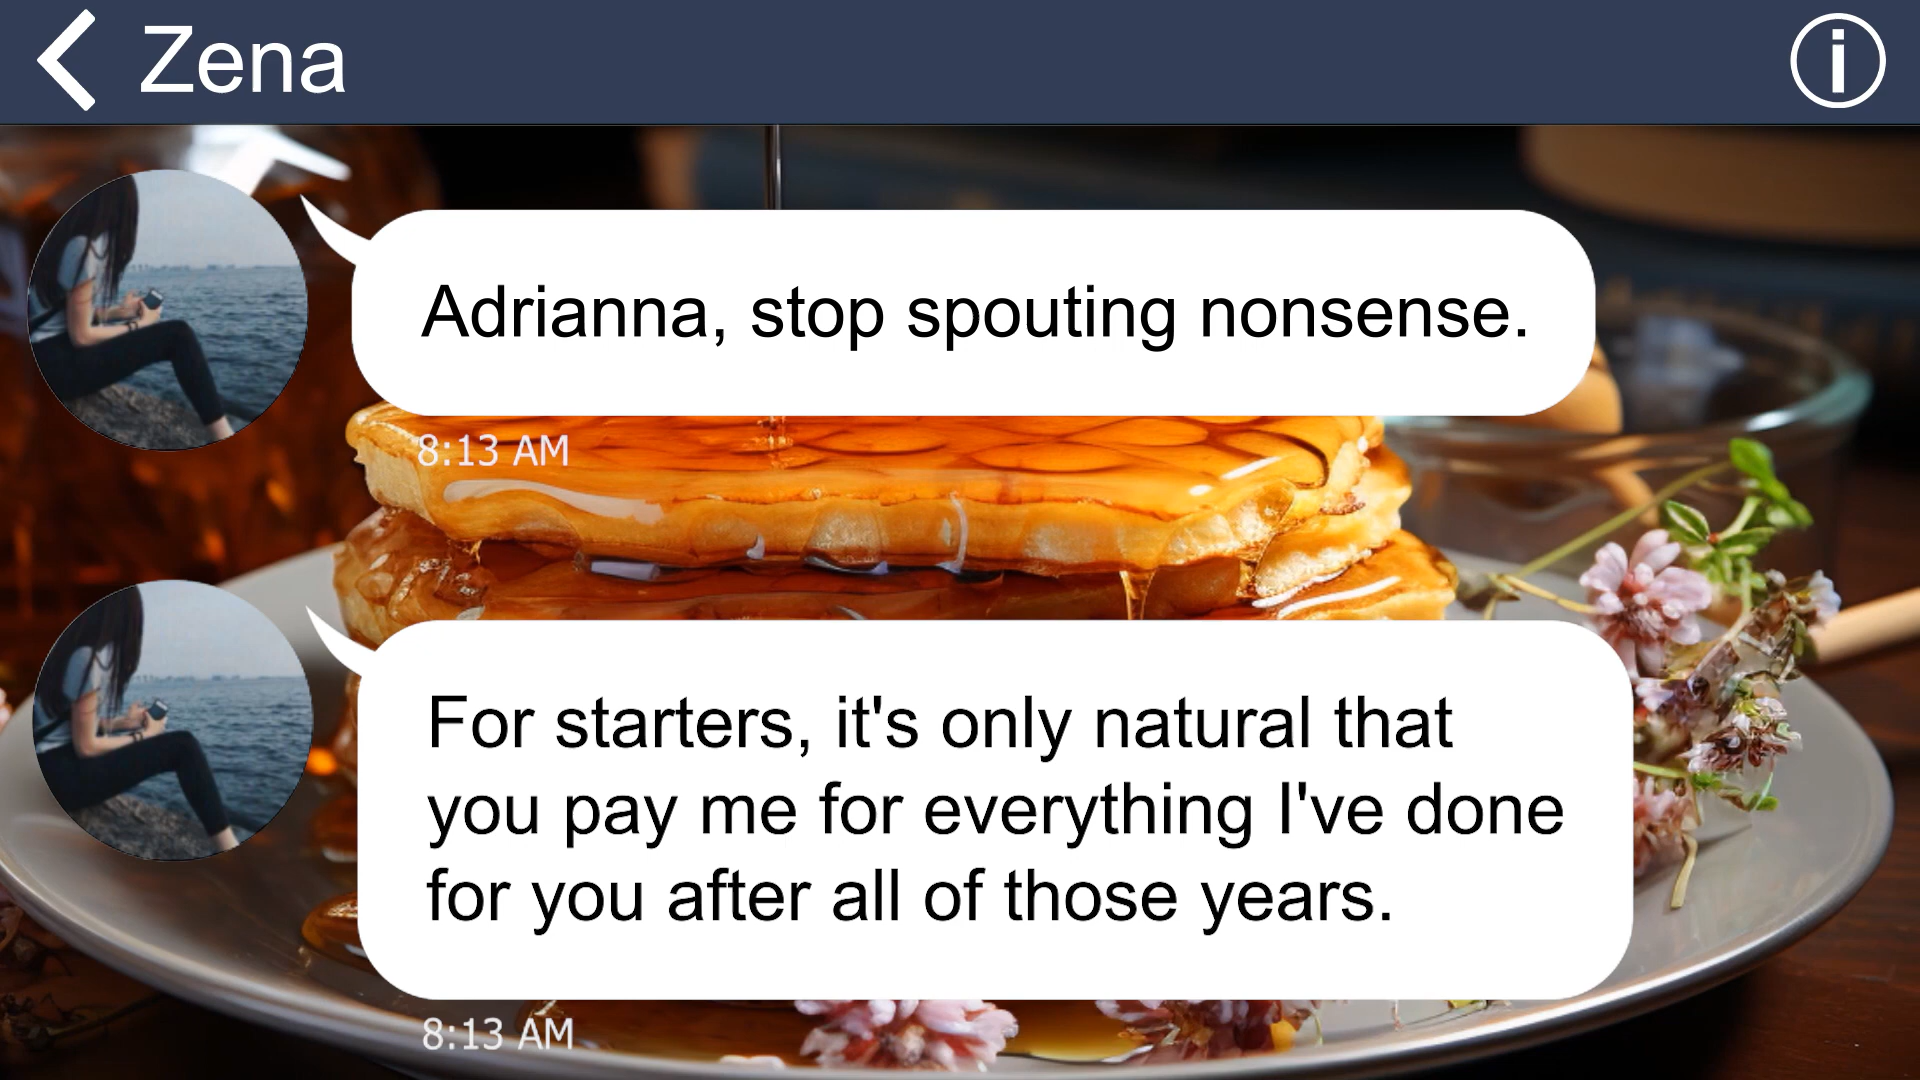 Zena
Adrianna, stop spouting nonsense.
8:13 AM
For starters, it's only natural that
you pay me for everything I've done
for you after all of those years.
8:13 AM